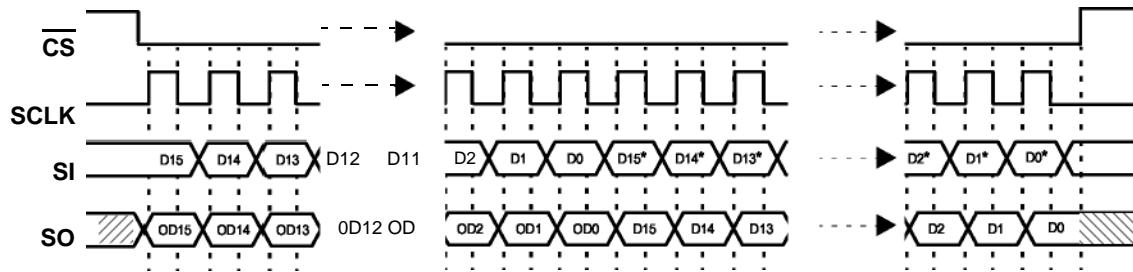 CS
SCLK
SI D15 D14 D13 D12 D11 D2 D1 D0 D15* D14* D13* D2* D1* D0*
SO OD15 OD14 OD13 0D12 OD OD2 OD1 OD0 D15 D14 D13 D2 D1 D0